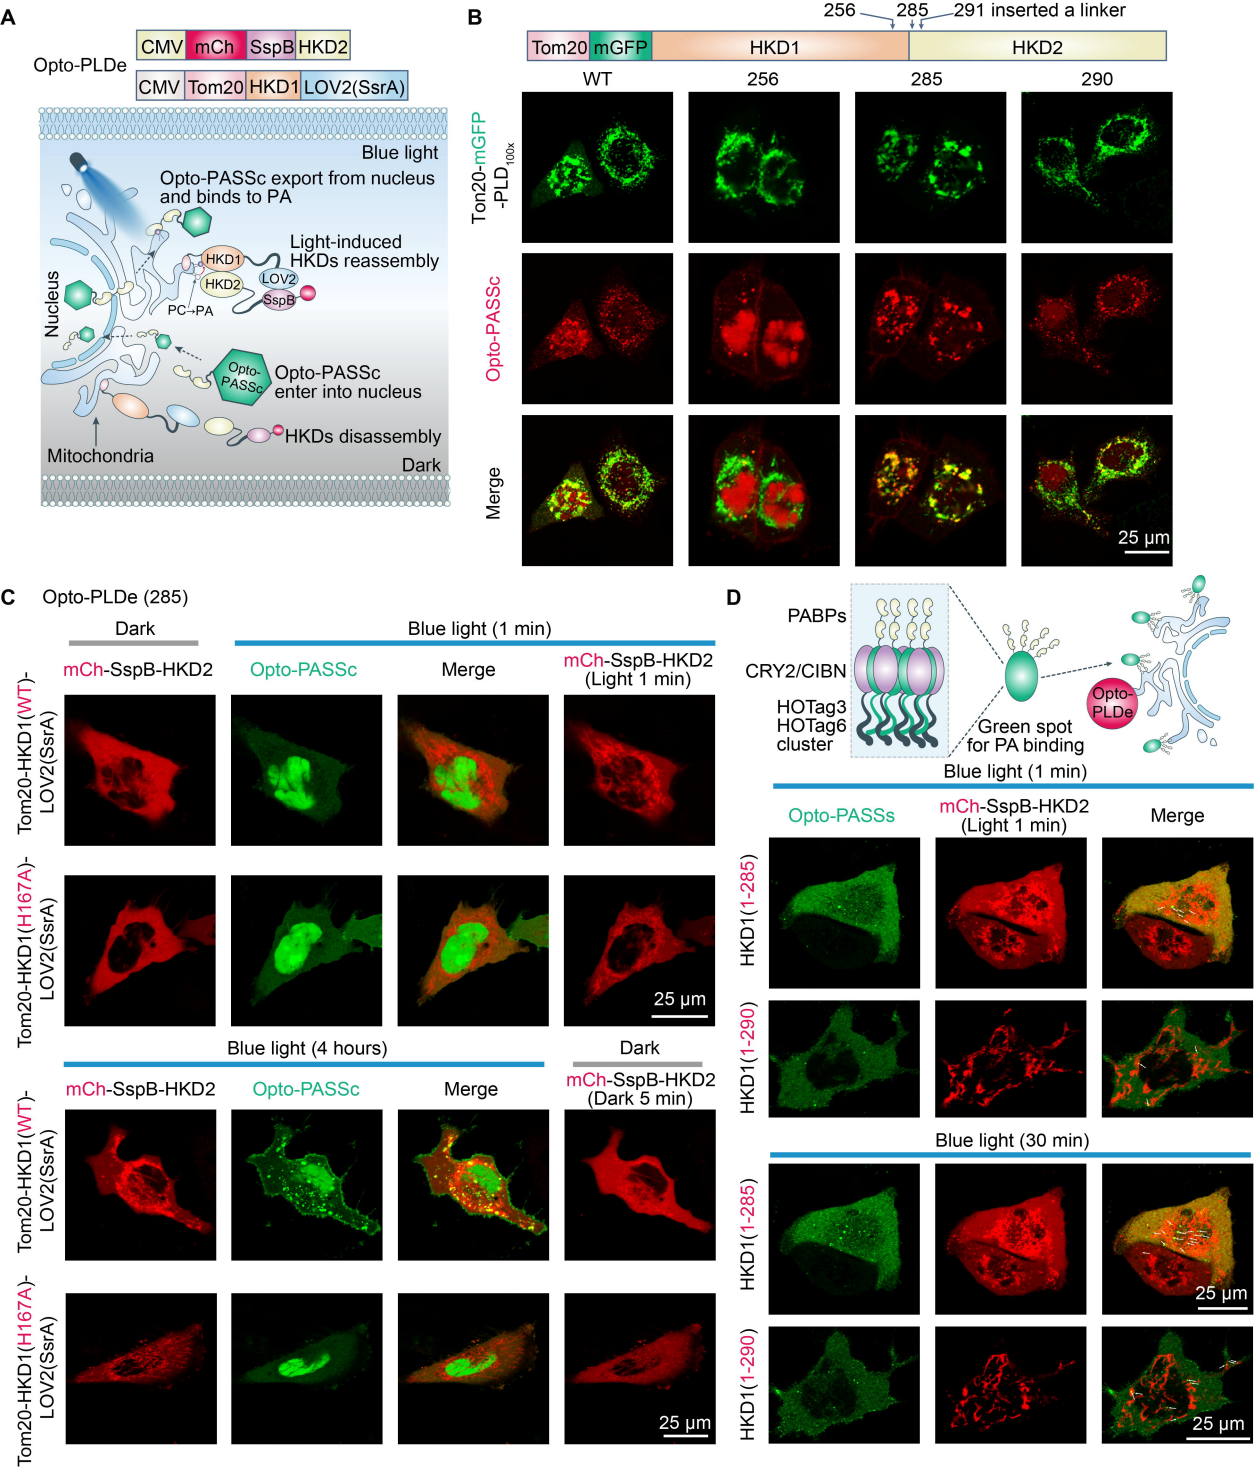 A
Opto-PLDe
CMV mCh SspB HKD2
CMV Tom20 HKD1 LOV2(SsrA)
Blue light
Opto-PASSc export from nucleus
and binds to PA
Light-induced
HKDs reassembly
HKD1
HKD2
LOV2
SspB
PC→PA
Nucleus
Opto-
PASSc
Opto-PASSc
enter into nucleus
HKDs disassembly
Mitochondria
Dark
B
256 285 291 inserted a linker
Tom20 mGFP HKD1 HKD2
WT 256 285 290
Ton20-mGFP
-PLD100x
Opto-PASSc
Merge
25 µm
C
Opto-PLDe (285)
Dark
Blue light (1 min)
mCh-SspB-HKD2 Opto-PASSc Merge mCh-SspB-HKD2
(Light 1 min)
Tom20-HKD1(WT)-
LOV2(SsrA)
Tom20-HKD1(H167A)-
LOV2(SsrA)
25 µm
Blue light (4 hours)
Dark
mCh-SspB-HKD2 Opto-PASSc Merge mCh-SspB-HKD2
(Dark 5 min)
Tom20-HKD1(WT)-
LOV2(SsrA)
Tom20-HKD1(H167A)-
LOV2(SsrA)
25 µm
D
PABPs
CRY2/CIBN
HOTag3
HOTag6
cluster
Green spot
for PA binding
Opto-
PLDe
Blue light (1 min)
Opto-PASSs mCh-SspB-HKD2 Merge
(Light 1 min)
HKD1(1-285)
HKD1(1-290)
Blue light (30 min)
HKD1(1-285)
25 µm
HKD1(1-290)
25 µm